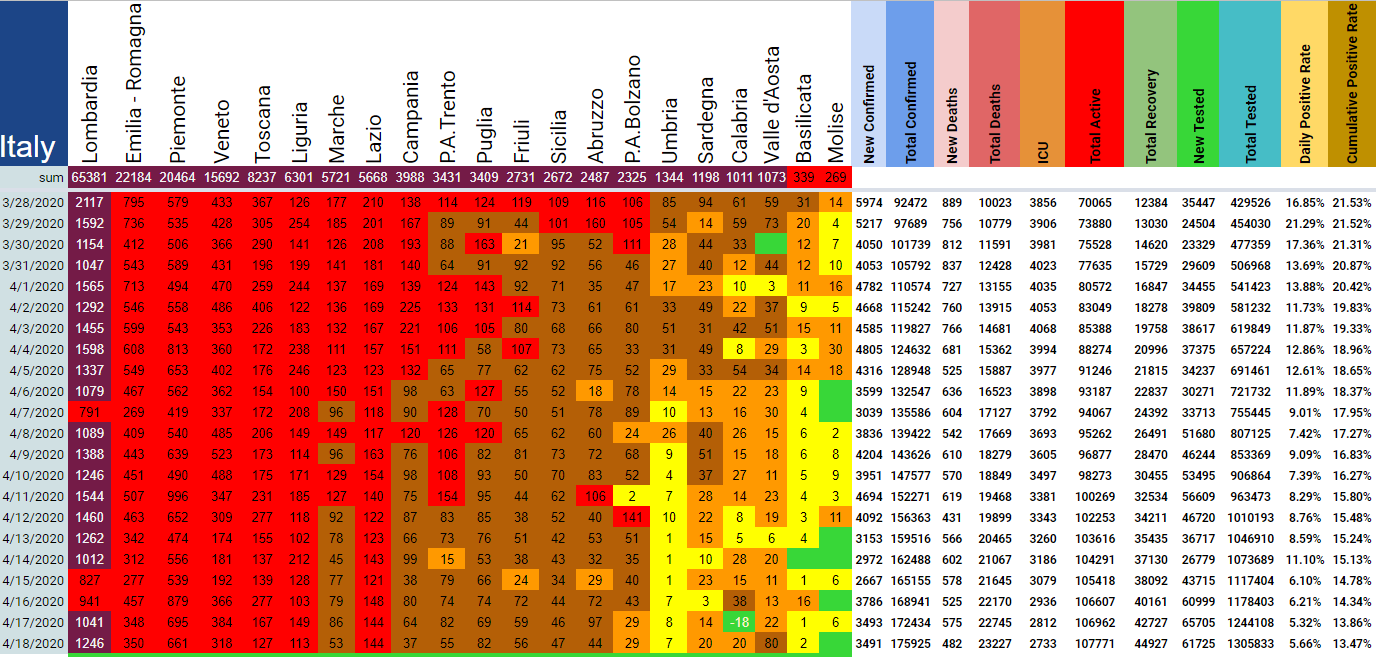 Italy Lombardia Emilia - Romagna Piemonte Veneto Toscana Liguria Marche Lazio Campania P.A.Trento Puglia Friuli Sicilia Abruzzo P.A.Bolzano Umbria Sardegna Calabria Valle d'Aosta Basilicata Molise New Confirmed Total Confirmed New Deaths Total Deaths ICU Total Active Total Recovery New Tested Total Tested Daily Positive Rate Cumulative Positive Rate
sum 65381 22184 20464 15692 8237 6301 5721 5668 3988 3431 3409 2731 2672 2487 2325 1344 1198 1011 1073 339 269
3/28/2020 2117 795 579 433 367 126 177 210 138 114 124 119 109 116 106 85 94 61 59 31 14 5974 92472 889 10023 3856 70065 12384 35447 429526 16.85% 21.53%
3/29/2020 1592 736 535 428 305 254 185 201 167 89 91 44 101 160 105 54 14 59 73 20 4 5217 97689 756 10779 3906 73880 13030 24504 454030 21.29% 21.52%
3/30/2020 1154 412 506 366 290 141 126 208 193 88 163 21 95 52 111 28 44 33 12 7 4050 101739 812 11591 3981 75528 14620 23329 477359 17.36% 21.31%
3/31/2020 1047 543 589 431 196 199 141 181 140 64 91 92 92 56 46 27 40 12 44 12 10 4053 105792 837 12428 4023 77635 15729 29609 506968 13.69% 20.87%
4/1/2020 1565 713 494 470 259 244 137 169 139 124 143 92 71 35 47 17 23 10 3 11 16 4782 110574 727 13155 4035 80572 16847 34455 541423 13.88% 20.42%
4/2/2020 1292 546 558 486 406 122 136 169 225 133 131 114 73 61 61 33 49 22 37 9 5 4668 115242 760 13915 4053 83049 18278 39809 581232 11.73% 19.83%
4/3/2020 1455 599 543 353 226 183 132 167 221 106 105 80 68 66 80 51 31 42 51 15 11 4585 119827 766 14681 4068 85388 19758 38617 619849 11.87% 19.33%
4/4/2020 1598 608 813 360 172 238 111 157 151 111 58 107 73 65 33 31 49 8 29 3 30 4805 124632 681 15362 3994 88274 20996 37375 657224 12.86% 18.96%
4/5/2020 1337 549 653 402 176 246 123 123 132 65 77 62 62 75 52 29 33 54 34 14 18 4316 128948 525 15887 3977 91246 21815 34237 691461 12.61% 18.65%
4/6/2020 1079 467 562 362 154 100 150 151 98 63 127 55 52 18 78 14 15 22 23 9 3599 132547 636 16523 3898 93187 22837 30271 721732 11.89% 18.37%
4/7/2020 791 269 419 337 172 208 96 118 90 128 70 50 51 78 89 10 13 16 30 4 3039 135586 604 17127 3792 94067 24392 33713 755445 9.01% 17.95%
4/8/2020 1089 409 540 485 206 149 149 117 120 126 120 65 62 60 24 26 40 26 15 6 2 3836 139422 542 17669 3693 95262 26491 51680 807125 7.42% 17.27%
4/9/2020 1388 443 639 523 173 114 96 163 76 106 82 81 73 72 68 9 51 15 18 6 8 4204 143626 610 18279 3605 96877 28470 46244 853369 9.09% 16.83%
4/10/2020 1246 451 490 488 175 171 129 154 98 108 93 50 70 83 52 4 37 27 11 5 9 3951 147577 570 18849 3497 98273 30455 53495 906864 7.39% 16.27%
4/11/2020 1544 507 996 347 231 185 127 140 75 154 95 44 62 106 2 7 28 14 23 4 3 4694 152271 619 19468 3381 100269 32534 56609 963473 8.29% 15.80%
4/12/2020 1460 463 652 309 277 118 92 122 87 83 85 38 52 40 141 10 22 8 19 3 11 4092 156363 431 19899 3343 102253 34211 46720 1010193 8.76% 15.48%
4/13/2020 1262 342 474 174 155 102 78 123 66 73 76 51 42 53 51 1 15 5 6 4 3153 159516 566 20465 3260 103616 35435 36717 1046910 8.59% 15.24%
4/14/2020 1012 312 556 181 137 212 45 143 99 15 53 38 43 32 35 1 10 28 20 2972 162488 602 21067 3186 104291 37130 26779 1073689 11.10% 15.13%
4/15/2020 827 277 539 192 139 128 77 121 38 79 66 24 34 29 40 1 23 15 11 1 6 2667 165155 578 21645 3079 105418 38092 43715 1117404 6.10% 14.78%
4/16/2020 941 457 879 366 277 103 79 148 80 74 74 72 44 72 43 7 3 38 13 16 3786 168941 525 22170 2936 106607 40161 60999 1178403 6.21% 14.34%
4/17/2020 1041 348 695 384 167 149 86 144 64 82 69 59 46 97 29 8 14 -18 22 1 6 3493 172434 575 22745 2812 106962 42727 65705 1244108 5.32% 13.86%
4/18/2020 1246 350 661 318 127 113 53 144 37 55 82 56 47 44 29 7 20 20 80 2 3491 175925 482 23227 2733 107771 44927 61725 1305833 5.66% 13.47%